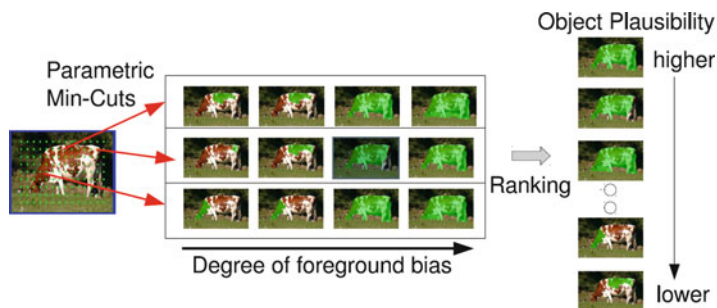 Object Plausibility
higher
Parametric
Min-Cuts
Ranking
Degree of foreground bias
lower